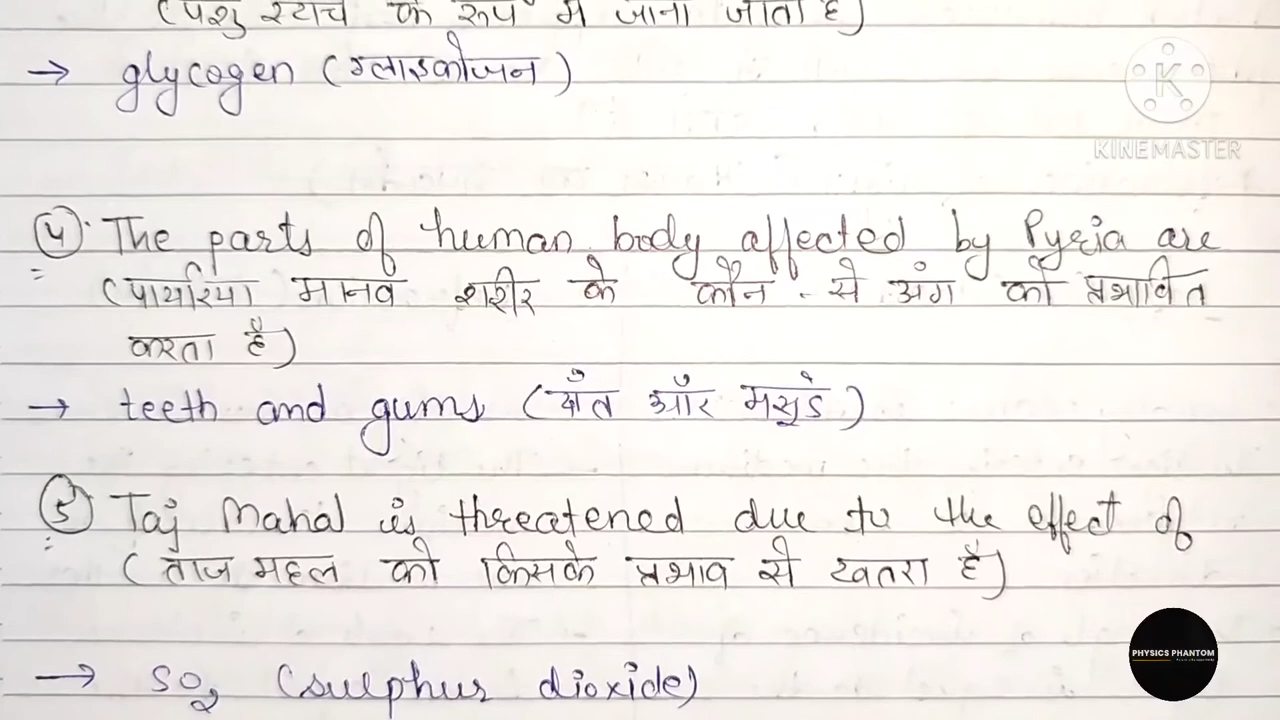 (पशु स्टार्च के रूप में जाना जाता है)
→ glycogen (ग्लाइकोजन)
KINEMASTER
④ The parts of human body affected by Pyria are
(पायरिया मानव शरीर के कौन - से अंग को प्रभावित
करता है)
→ teeth and gums (दाँत और मसूड़े)
⑤ Taj Mahal is threatened due to the effect of
(ताज महल को किसके प्रभाव से खतरा है)
PHYSICS PHANTOM
→ SO₂ (sulphur dioxide)